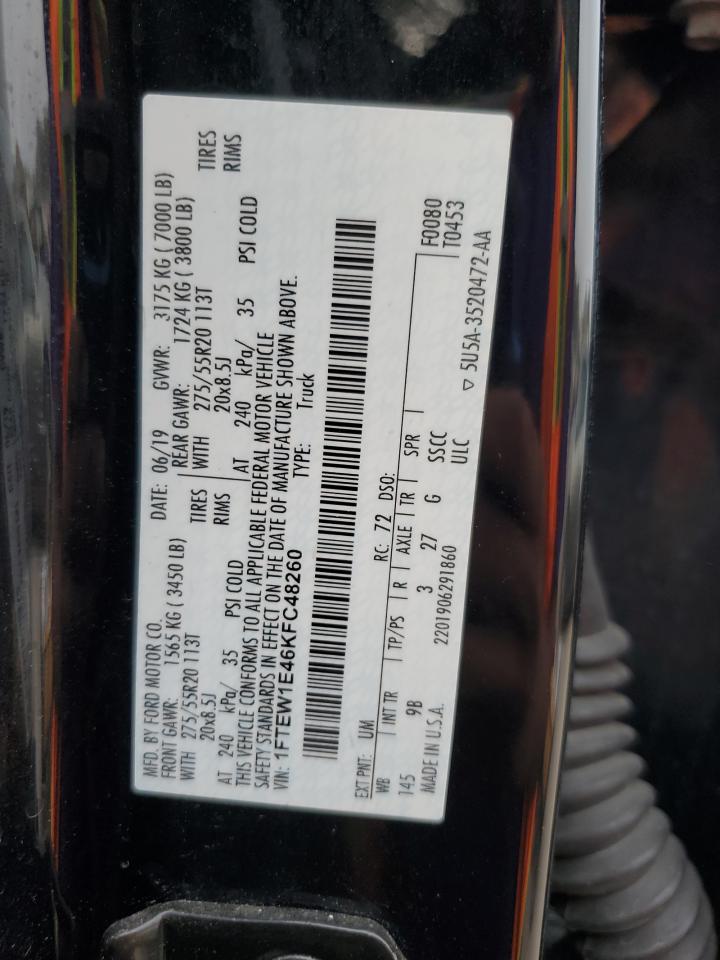 MFD. BY FORD MOTOR CO.
DATE: 06/19 GVWR: 3175 KG ( 7000 LB)
FRONT GAWR: 1565 KG ( 3450 LB)
REAR GAWR: 1724 KG ( 3800 LB)
WITH 275/55R20 113T TIRES
WITH 275/55R20 113T TIRES
20x8.5J RIMS
20x8.5J RIMS
AT 240 kPa/ 35 PSI COLD
AT 240 kPa/ 35 PSI COLD
THIS VEHICLE CONFORMS TO ALL APPLICABLE FEDERAL MOTOR VEHICLE
SAFETY STANDARDS IN EFFECT ON THE DATE OF MANUFACTURE SHOWN ABOVE.
VIN: 1FTEW1E46KFC48260 TYPE: Truck
EXT PNT: UM RC: 72 DSO:
WB INT TR TP/PS R AXLE TR SPR F0080
145 9B 3 27 G SSCC T0453
MADE IN U.S.A. 2201906291860 ULC
▽ 5U5A-3520472-AA